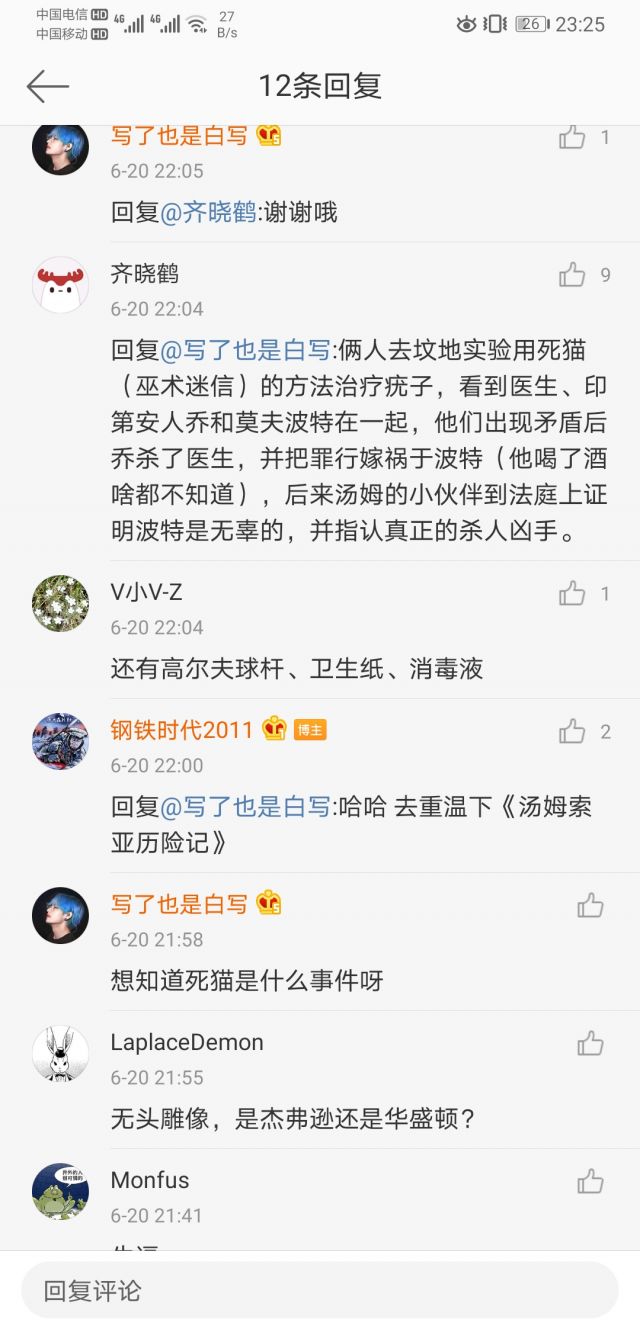 中国电信 HD 4G 4G 27 B/s 26 23:25
中国移动 HD
12条回复
写了也是白写 1
6-20 22:05
回复@齐晓鹤:谢谢哦
齐晓鹤 9
6-20 22:04
回复@写了也是白写:俩人去坟地实验用死猫
（巫术迷信）的方法治疗疣子，看到医生、印
第安人乔和莫夫波特在一起，他们出现矛盾后
乔杀了医生，并把罪行嫁祸于波特（他喝了酒
啥都不知道），后来汤姆的小伙伴到法庭上证
明波特是无辜的，并指认真正的杀人凶手。
V小V-Z 1
6-20 22:04
还有高尔夫球杆、卫生纸、消毒液
钢铁时代2011 博主 2
6-20 22:00
回复@写了也是白写:哈哈 去重温下《汤姆索
亚历险记》
写了也是白写
6-20 21:58
想知道死猫是什么事件呀
LaplaceDemon
6-20 21:55
无头雕像，是杰弗逊还是华盛顿？
Monfus
6-20 21:41
回复评论